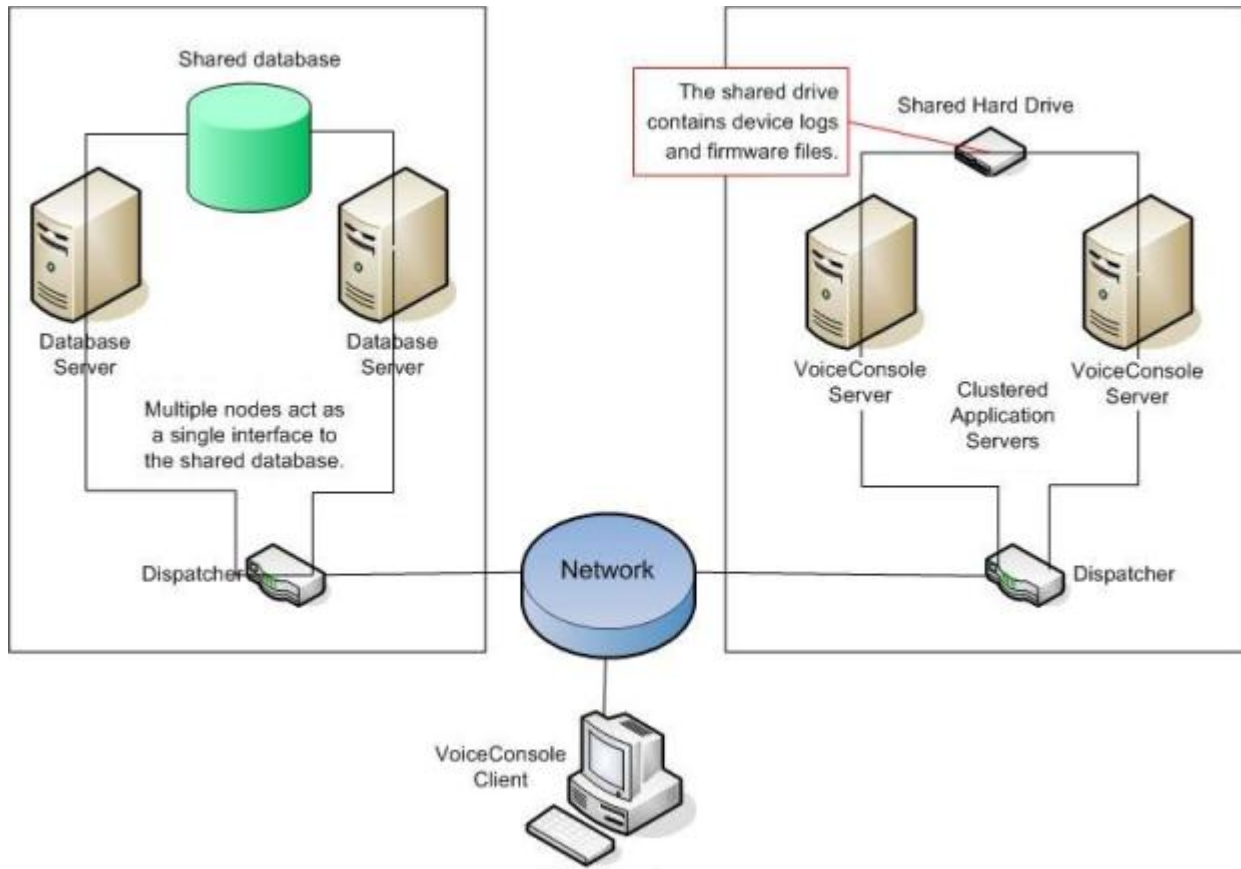 Shared database
Database
Server
Database
Server
Multiple nodes act as
a single interface to
the shared database.
Dispatcher
The shared drive
contains device logs
and firmware files.
Shared Hard Drive
VoiceConsole
Server
VoiceConsole
Server
Clustered
Application
Servers
Dispatcher
Network
VoiceConsole
Client